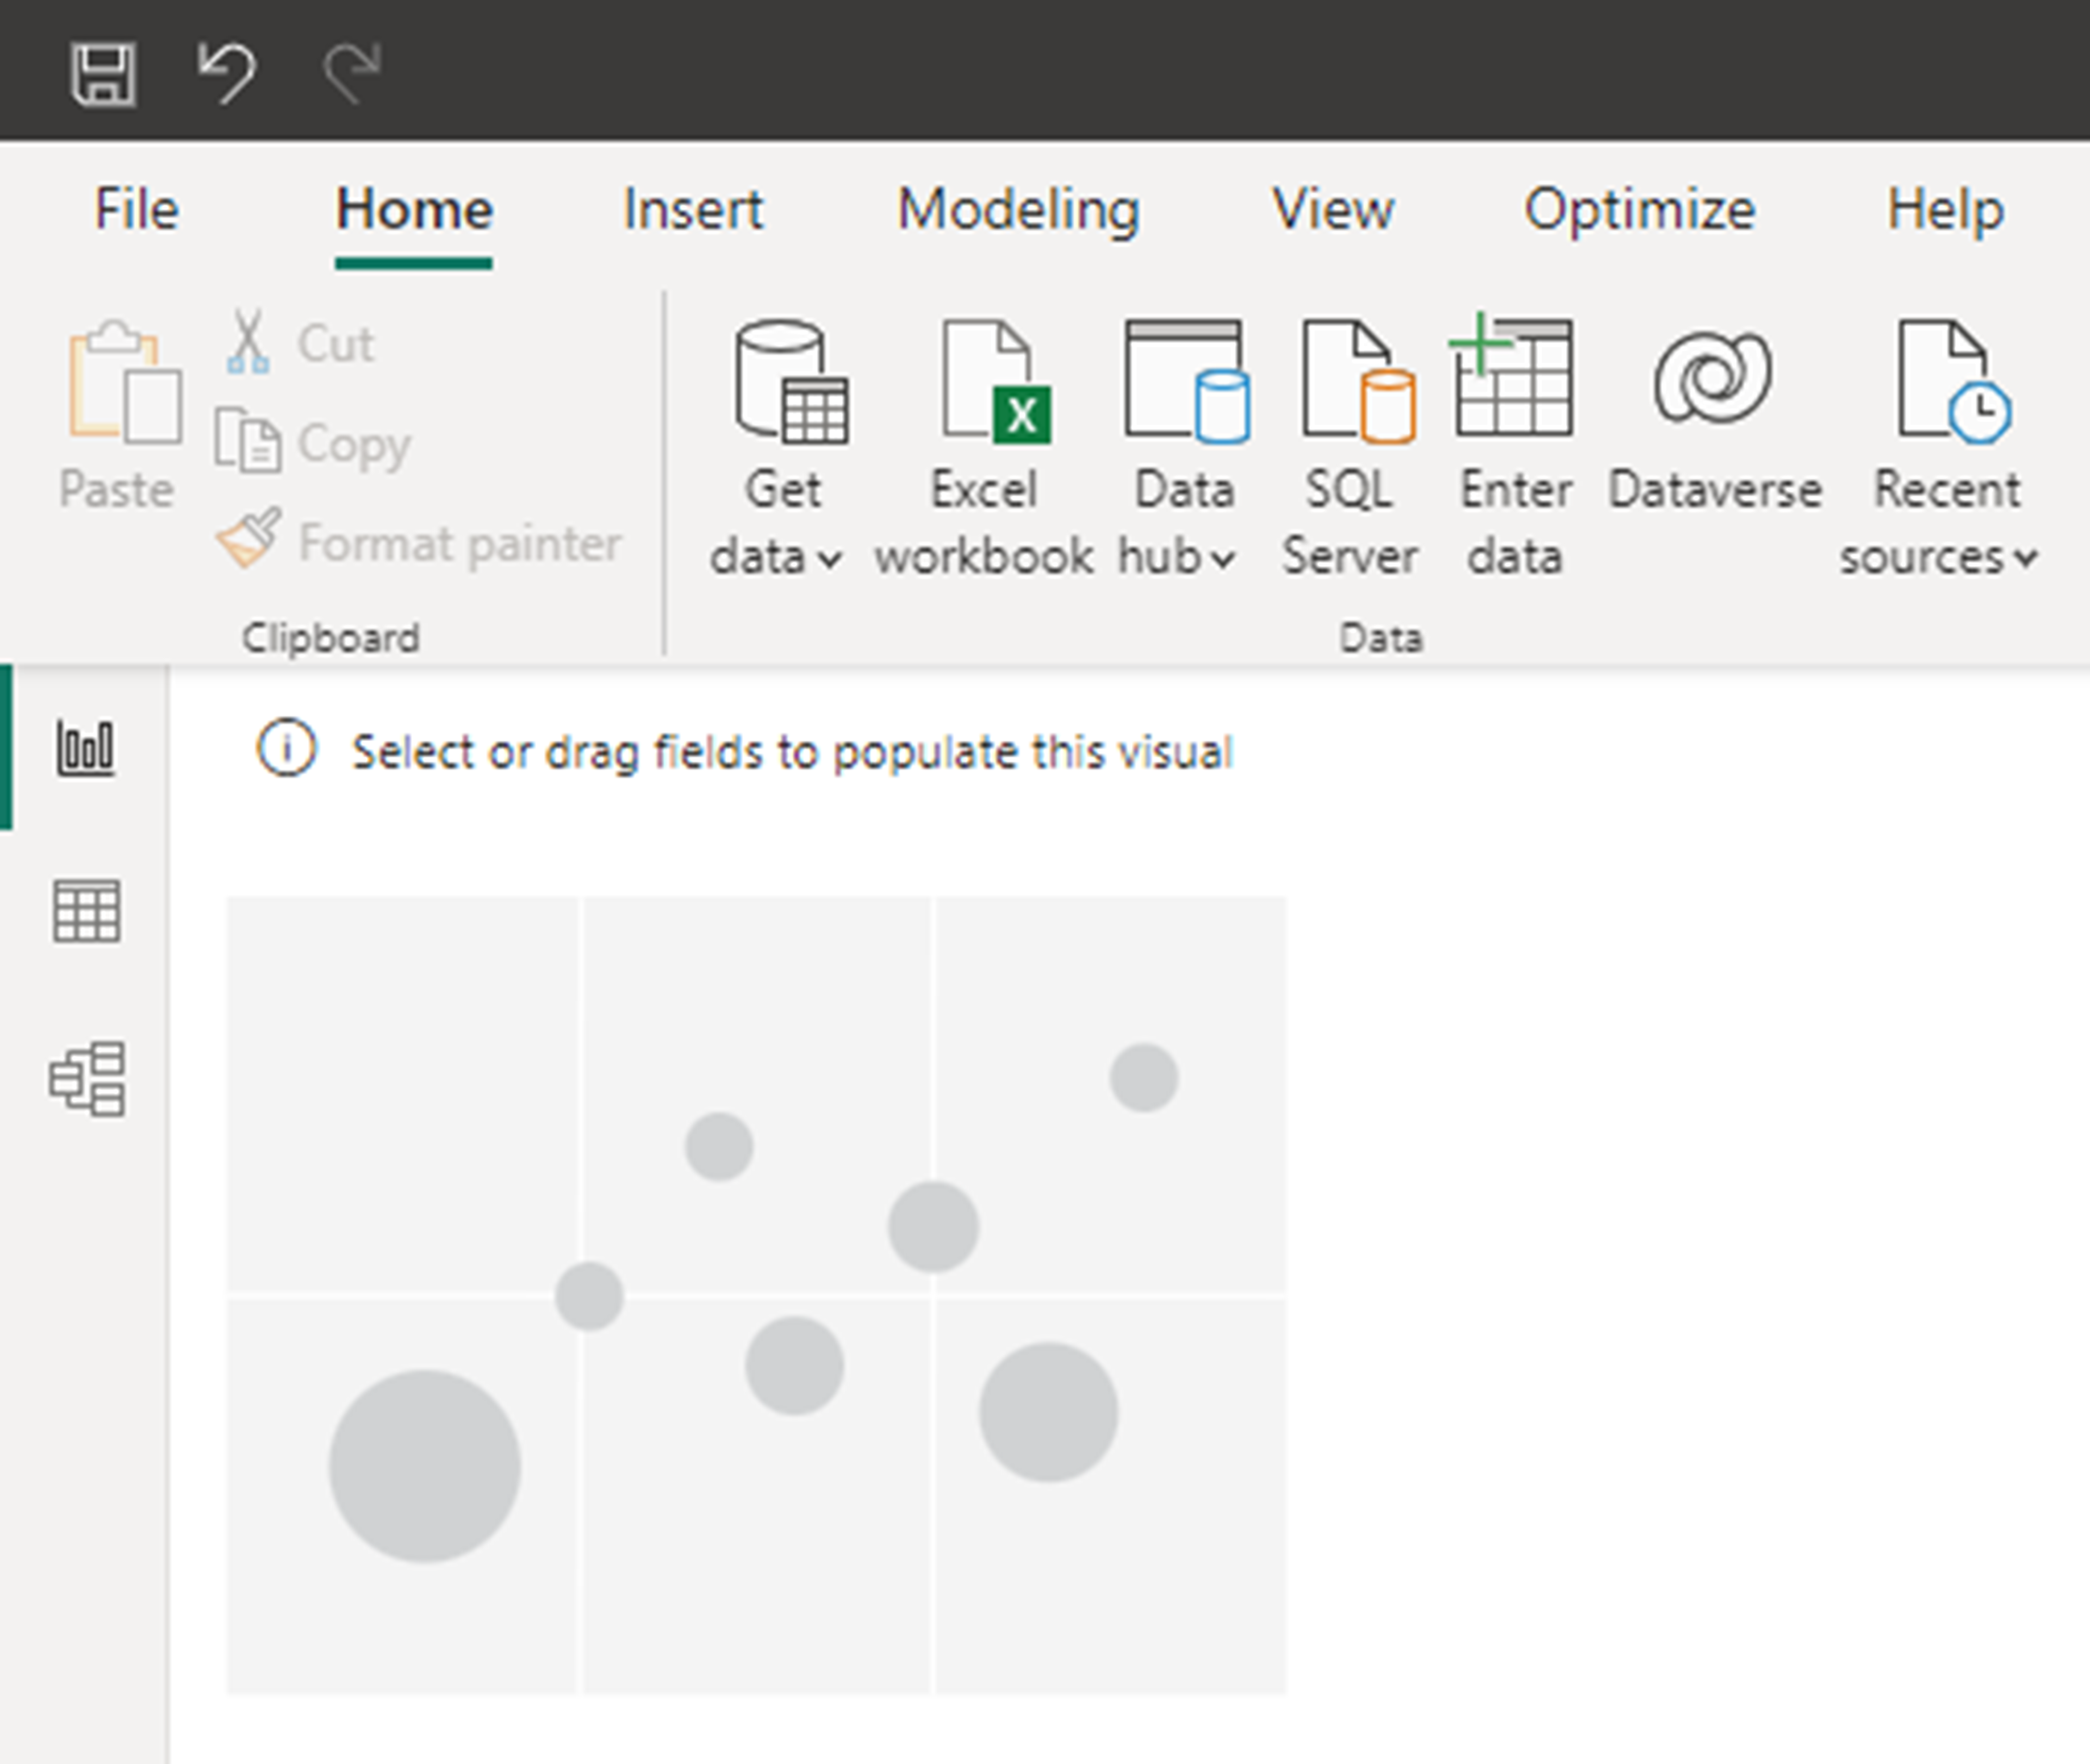 File Home Insert Modeling View Optimize Help
Paste
Cut
Copy
Format painter
Clipboard
Get data
Excel workbook
Data hub
SQL Server
Enter data
Dataverse
Recent sources
Data
Select or drag fields to populate this visual